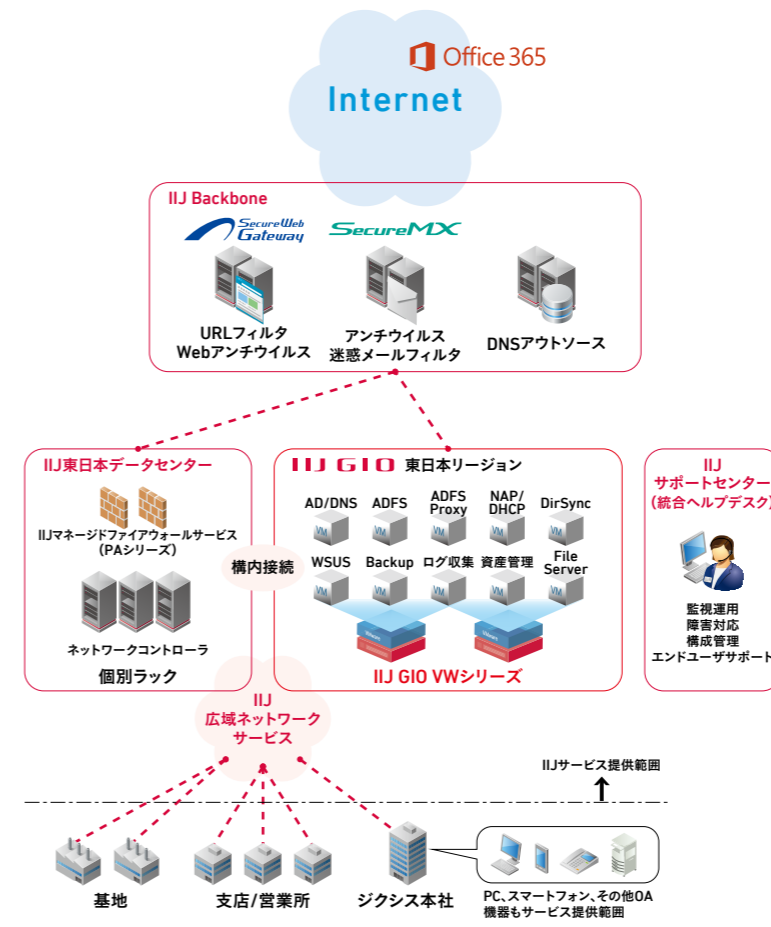 Office 365
Internet
IIJ Backbone
SecureWeb
Gateway
SecureMX
URLフィルタ
Webアンチウイルス
アンチウイルス
迷惑メールフィルタ
DNSアウトソース
IIJ東日本データセンター
IIJマネージドファイアウォールサービス
(PAシリーズ)
ネットワークコントローラ
個別ラック
構内接続
IIJ GIO 東日本リージョン
AD/DNS
ADFS
ADFS
Proxy
NAP/
DHCP
DirSync
VM
VM
VM
VM
VM
WSUS
Backup
ログ収集
資産管理
File
Server
VM
VM
VM
VM
VM
VMware
VMware
IIJ GIO VWシリーズ
IIJ
サポートセンター
(統合ヘルプデスク)
監視運用
障害対応
構成管理
エンドユーザサポート
IIJ
広域ネットワーク
サービス
IIJサービス提供範囲
基地
支店/営業所
ジクシス本社
PC、スマートフォン、その他OA
機器もサービス提供範囲